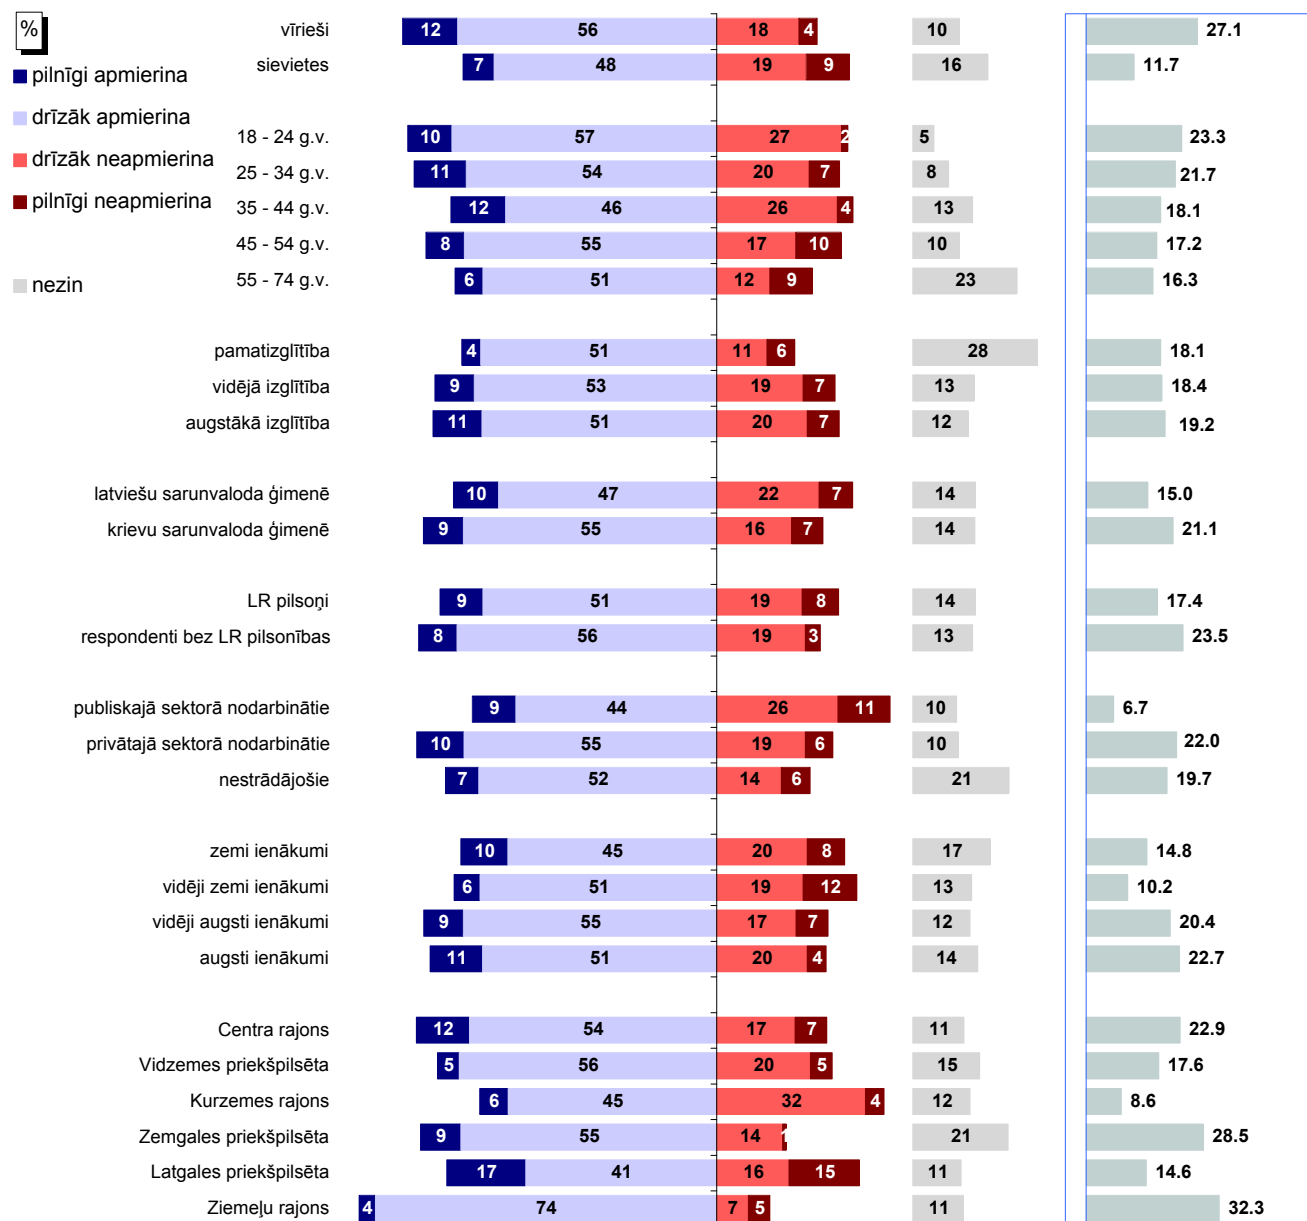 %
pilnīgi apmierina
drīzāk apmierina
drīzāk neapmierina
pilnīgi neapmierina
nezin
vīrieši 12 56 18 4 10 27.1
sievietes 7 48 19 9 16 11.7
18 - 24 g.v. 10 57 27 2 5 23.3
25 - 34 g.v. 11 54 20 7 8 21.7
35 - 44 g.v. 12 46 26 4 13 18.1
45 - 54 g.v. 8 55 17 10 10 17.2
55 - 74 g.v. 6 51 12 9 23 16.3
pamatizglītība 4 51 11 6 28 18.1
vidējā izglītība 9 53 19 7 13 18.4
augstākā izglītība 11 51 20 7 12 19.2
latviešu sarunvaloda ģimenē 10 47 22 7 14 15.0
krievu sarunvaloda ģimenē 9 55 16 7 14 21.1
LR pilsoņi 9 51 19 8 14 17.4
respondenti bez LR pilsonības 8 56 19 3 13 23.5
publiskajā sektorā nodarbinātie 9 44 26 11 10 6.7
privātajā sektorā nodarbinātie 10 55 19 6 10 22.0
nestrādājošie 7 52 14 6 21 19.7
zemi ienākumi 10 45 20 8 17 14.8
vidēji zemi ienākumi 6 51 19 12 13 10.2
vidēji augsti ienākumi 9 55 17 7 12 20.4
augsti ienākumi 11 51 20 4 14 22.7
Centra rajons 12 54 17 7 11 22.9
Vidzemes priekšpilsēta 5 56 20 5 15 17.6
Kurzemes rajons 6 45 32 4 12 8.6
Zemgales priekšpilsēta 9 55 14 1 21 28.5
Latgales priekšpilsēta 17 41 16 15 11 14.6
Ziemeļu rajons 4 74 7 5 11 32.3